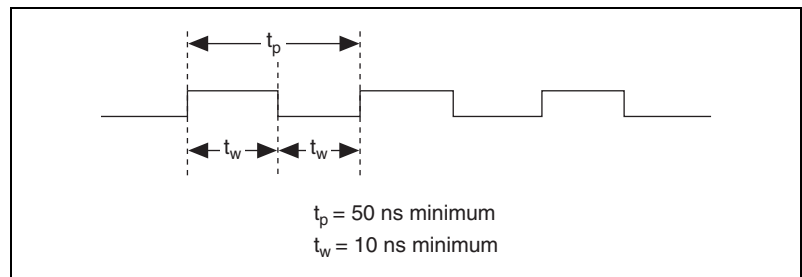 tp
tw tw
tp = 50 ns minimum
tw = 10 ns minimum